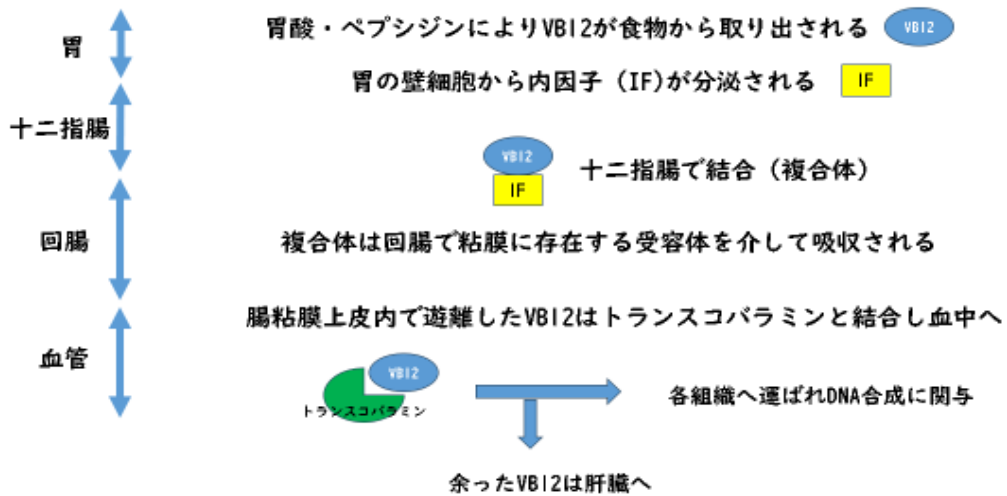 胃
胃酸・ペプシジンによりVB12が食物から取り出される
VB12
胃の壁細胞から内因子（IF)が分泌される
IF
十二指腸
VB12
IF
十二指腸で結合（複合体）
回腸
複合体は回腸で粘膜に存在する受容体を介して吸収される
腸粘膜上皮内で遊離したVB12はトランスコバラミンと結合し血中へ
血管
VB12
トランスコバラミン
各組織へ運ばれDNA合成に関与
余ったVB12は肝臓へ